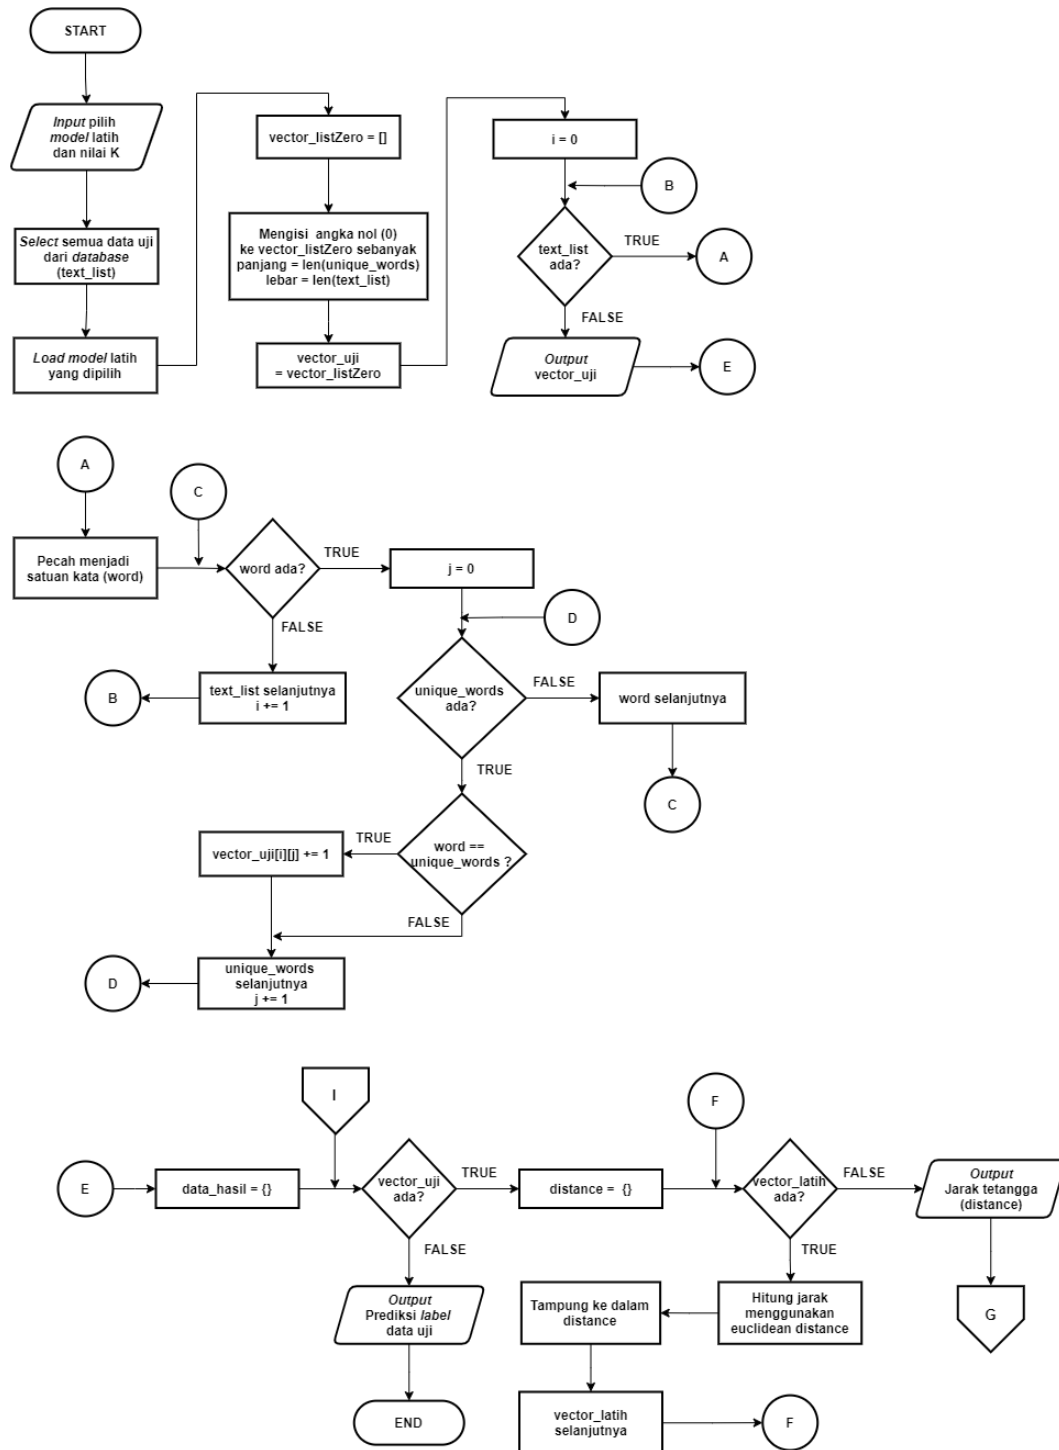 START
Input pilih
model latih
dan nilai K
Select semua data uji
dari database
(text_list)
Load model latih
yang dipilih
vector_listZero = []
Mengisi angka nol (0)
ke vector_listZero sebanyak
panjang = len(unique_words)
lebar = len(text_list)
vector_uji
= vector_listZero
i = 0
B
text_list
ada?
TRUE
A
FALSE
Output
vector_uji
E
A
Pecah menjadi
satuan kata (word)
C
word ada?
TRUE
j = 0
FALSE
text_list selanjutnya
i += 1
B
D
unique_words
ada?
FALSE
word selanjutnya
C
TRUE
word ==
unique_words ?
TRUE
vector_uji[i][j] += 1
FALSE
unique_words
selanjutnya
j += 1
D
E
data_hasil = {}
I
vector_uji
ada?
TRUE
distance = {}
F
vector_latih
ada?
FALSE
Output
Jarak tetangga
(distance)
G
FALSE
Output
Prediksi label
data uji
END
TRUE
Hitung jarak
menggunakan
euclidean distance
Tampung ke dalam
distance
vector_latih
selanjutnya
F